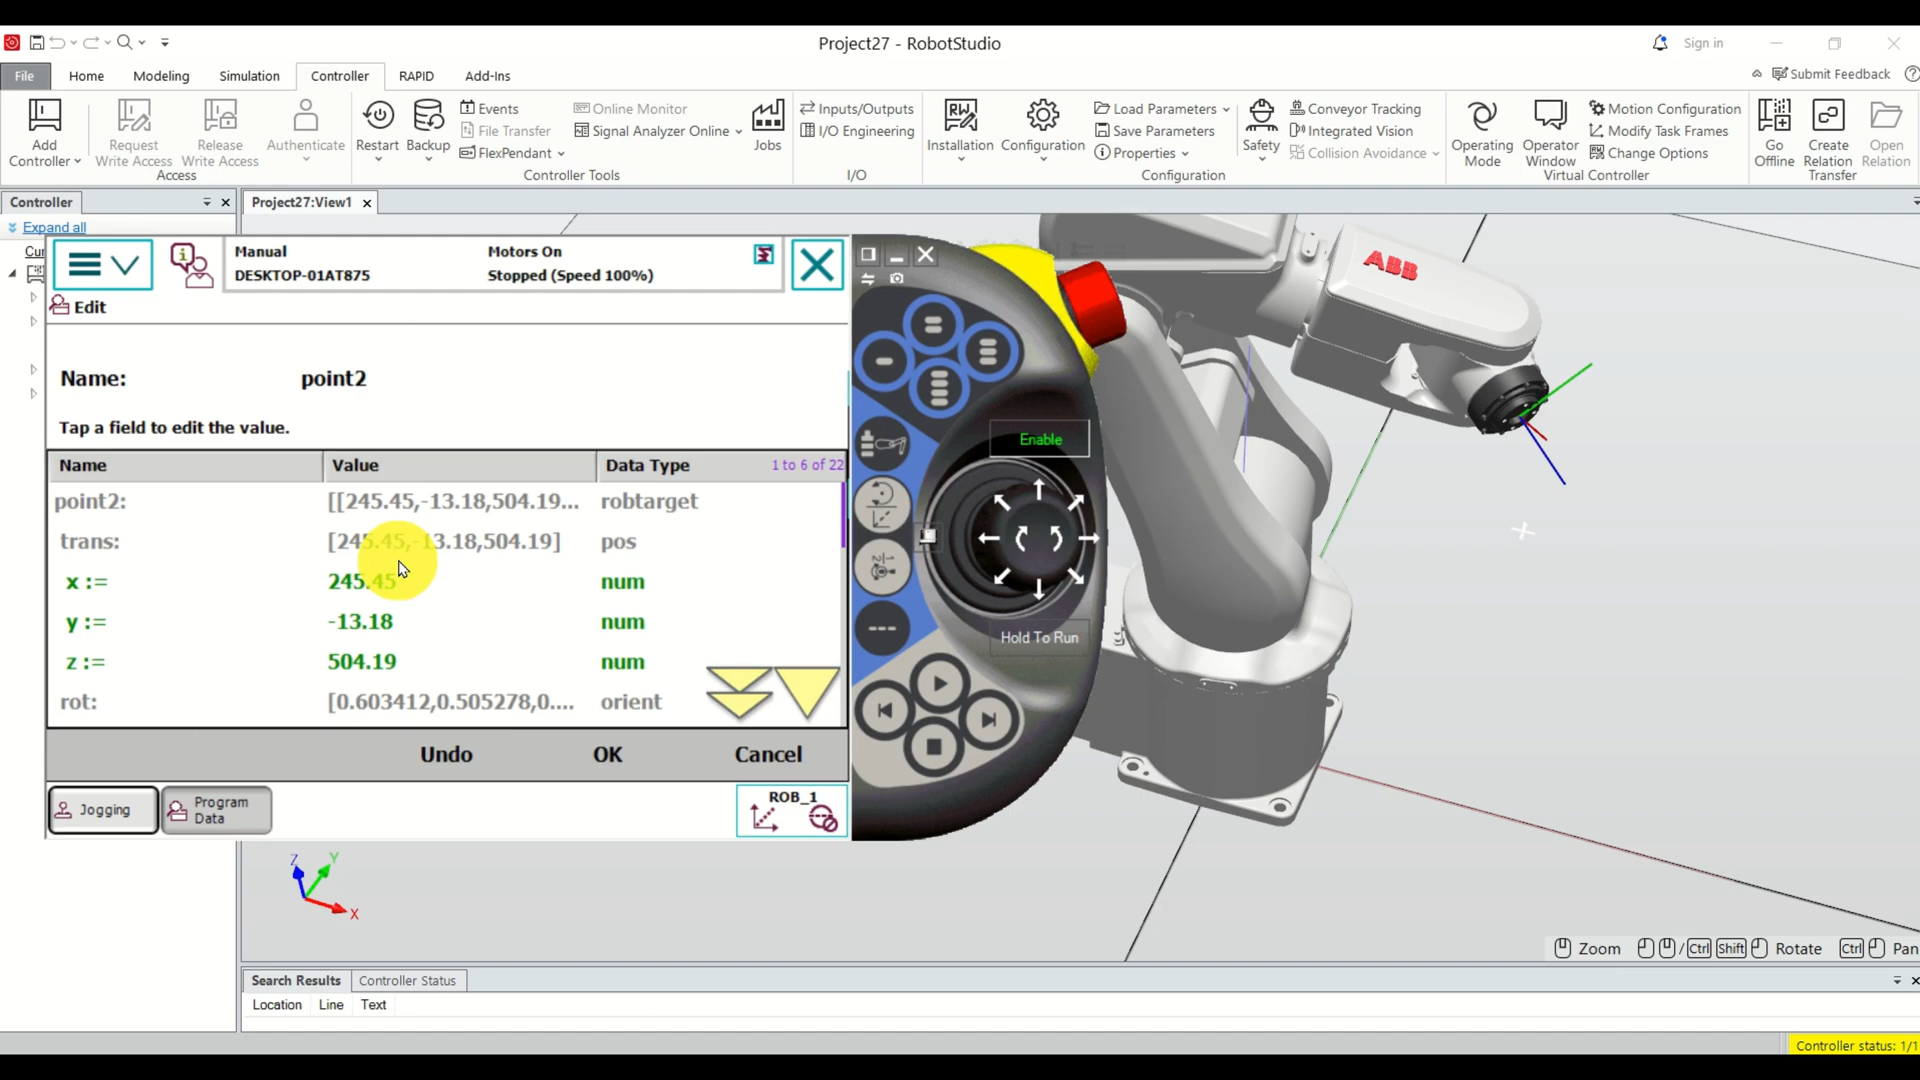 Project27 - RobotStudio
Sign in
File Home Modeling Simulation Controller RAPID Add-Ins
Submit Feedback
Add Controller
Request Write Access
Release Write Access
Authenticate
Access
Restart
Backup
Events
File Transfer
FlexPendant
Online Monitor
Signal Analyzer Online
Jobs
Controller Tools
Inputs/Outputs
I/O Engineering
I/O
Installation
Configuration
Load Parameters
Save Parameters
Properties
Safety
Conveyor Tracking
Integrated Vision
Collision Avoidance
Configuration
Operating Mode
Operator Window
Motion Configuration
Modify Task Frames
Change Options
Virtual Controller
Go Offline
Create Relation
Open Relation
Transfer
Controller
Project27:View1
Expand all
Cur
Manual
DESKTOP-01AT875
Motors On
Stopped (Speed 100%)
Edit
Name: point2
Tap a field to edit the value.
Name Value Data Type 1 to 6 of 22
point2: [[245.45,-13.18,504.19... robtarget
trans: [245.45,-13.18,504.19] pos
x := 245.45 num
y := -13.18 num
z := 504.19 num
rot: [0.603412,0.505278,0.... orient
Undo OK Cancel
Jogging
Program Data
ROB_1
Enable
Hold To Run
ABB
Z Y X
Zoom / Ctrl Shift Rotate Ctrl Pan
Search Results Controller Status
Location Line Text
Controller status: 1/1